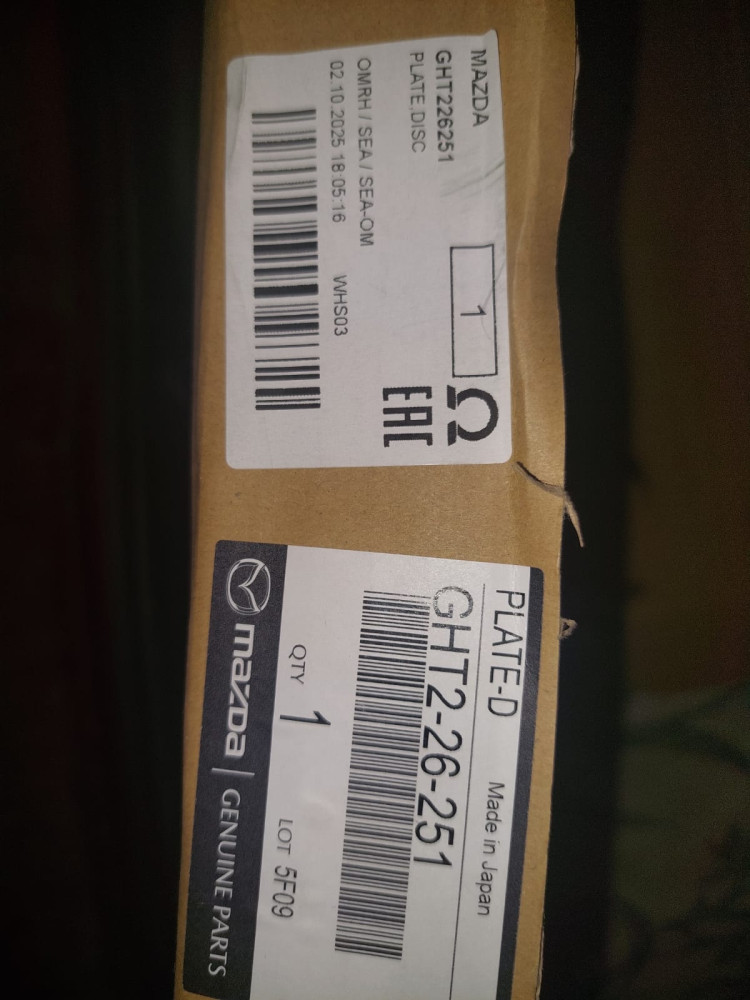 MAZDA
GHT226251
PLATE,DISC
1
Ω
EAC
OMRH / SEA / SEA-OM
02.10.2025 18:05:16 WHS03
PLATE-D Made in Japan
GHT2-26-251
QTY 1 LOT 5F09
mazda | GENUINE PARTS